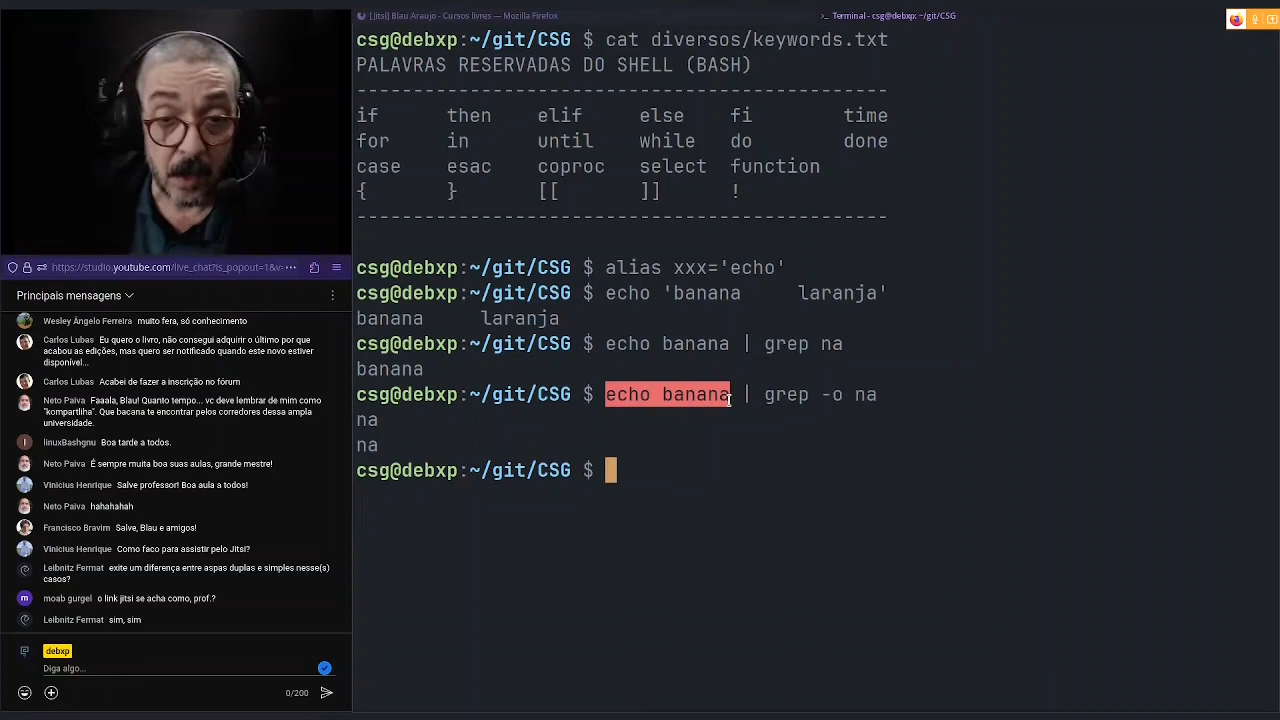 [Jitsi] Blau Araujo - Cursos livres — Mozilla Firefox
>_ Terminal - csg@debxp: ~/git/CSG
https://studio.youtube.com/live_chat?is_popout=1&v=···
Principais mensagens
Wesley Ângelo Ferreira muito fera, só conhecimento
Carlos Lubas Eu quero o livro, não consegui adquirir o último por que
acabou as edições, mas quero ser notificado quando este novo estiver
disponível...
Carlos Lubas Acabei de fazer a inscrição no fórum
Neto Paiva Faaala, Blau! Quanto tempo... vc deve lembrar de mim como
"kompartlha". Que bacana te encontrar pelos corredores dessa ampla
universidade.
linuxBashgnu Boa tarde a todos.
Neto Paiva É sempre muita boa suas aulas, grande mestre!
Vinicius Henrique Salve professor! Boa aula a todos!
Neto Paiva hahahahah
Francisco Bravim Salve, Blau e amigos!
Vinicius Henrique Como faco para assistir pelo Jitsi?
Leibnitz Fermat exite um diferença entre aspas duplas e simples nesse(s)
casos?
moab gurgel o link jitsi se acha como, prof.?
Leibnitz Fermat sim, sim
debxp
Diga algo...
0/200
csg@debxp:~/git/CSG $ cat diversos/keywords.txt
PALAVRAS RESERVADAS DO SHELL (BASH)
-----------------------------------------------
if then elif else fi time
for in until while do done
case esac coproc select function
{ } [[ ]] !
-----------------------------------------------
csg@debxp:~/git/CSG $ alias xxx='echo'
csg@debxp:~/git/CSG $ echo 'banana     laranja'
banana     laranja
csg@debxp:~/git/CSG $ echo banana | grep na
banana
csg@debxp:~/git/CSG $ echo banana | grep -o na
na
na
csg@debxp:~/git/CSG $